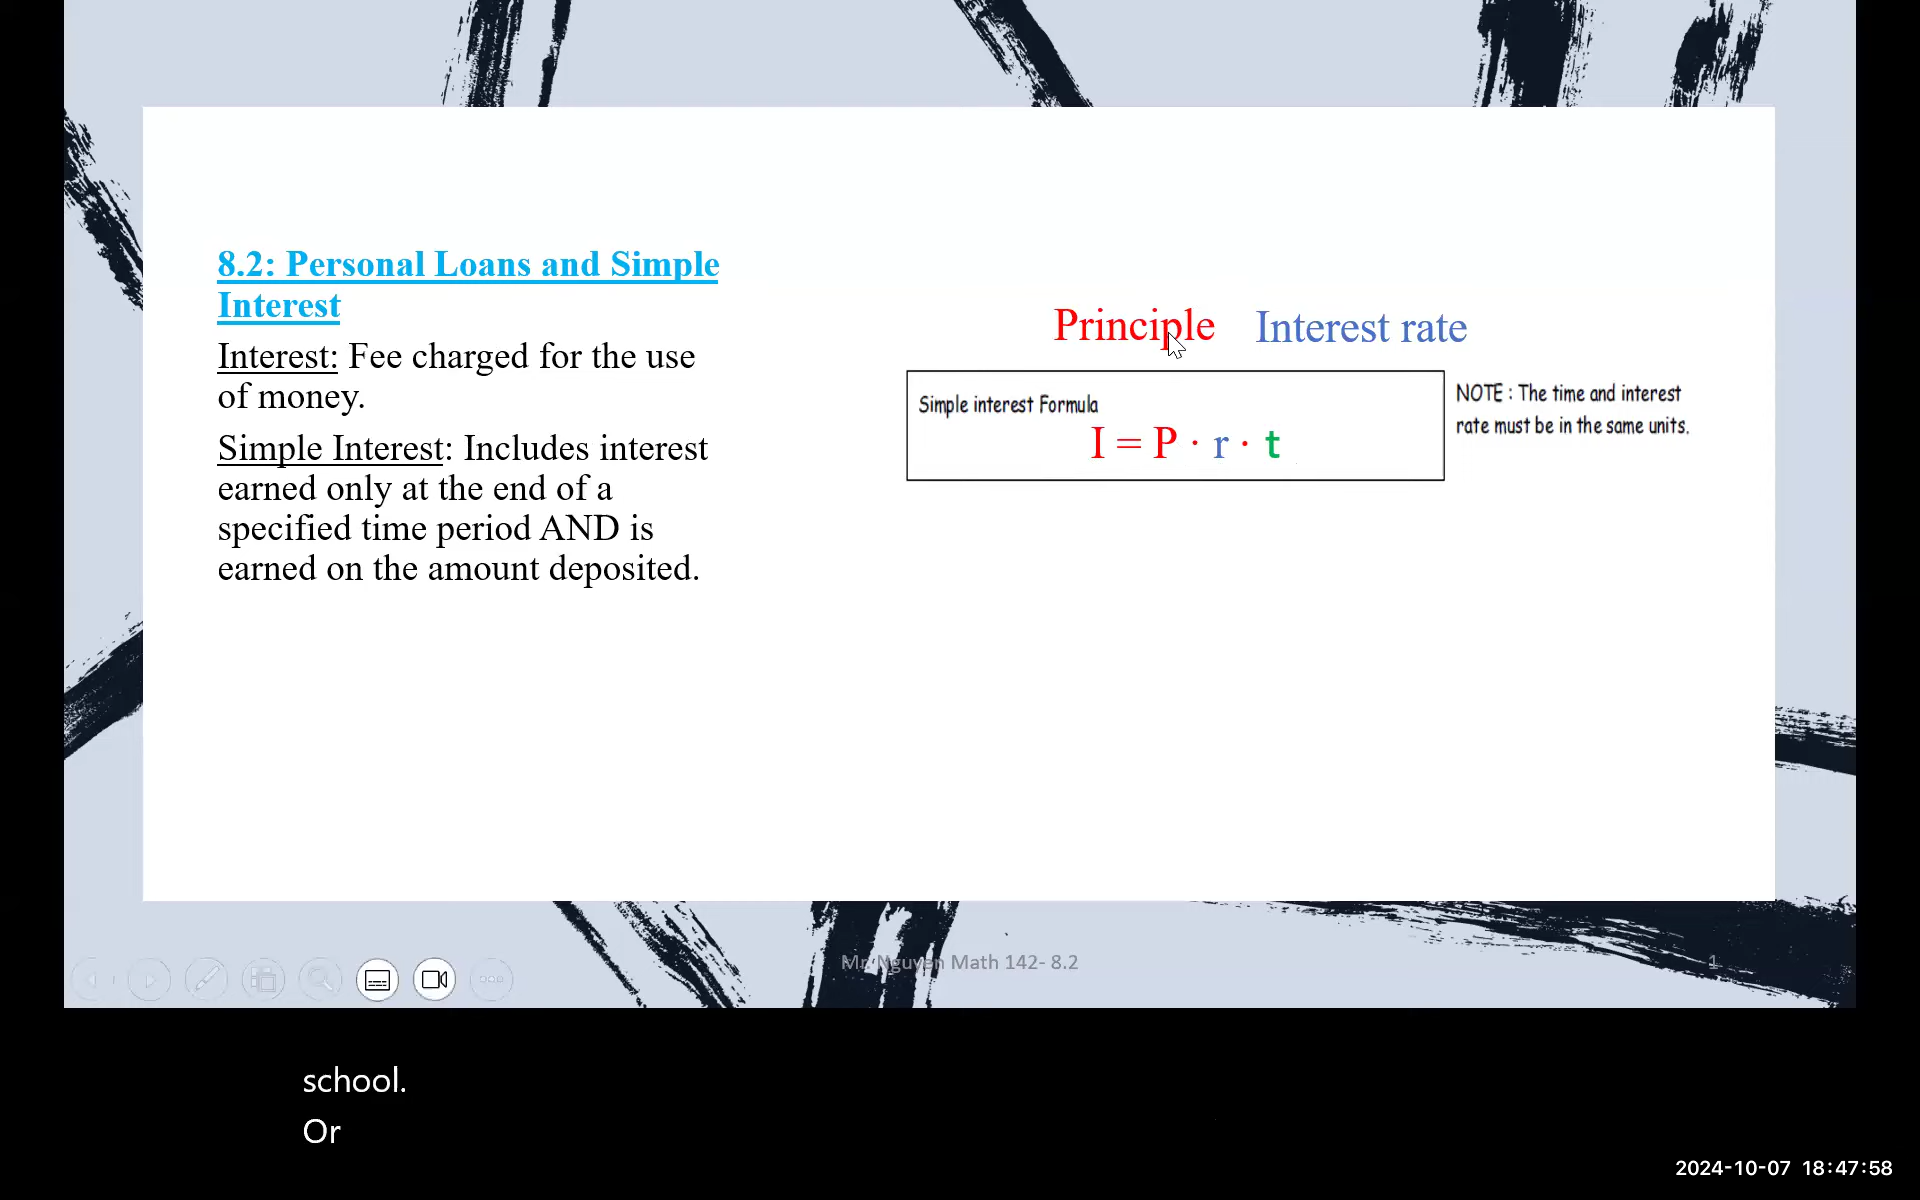 8.2: Personal Loans and Simple
Interest
Interest: Fee charged for the use
of money.
Simple Interest: Includes interest
earned only at the end of a
specified time period AND is
earned on the amount deposited.
Principle Interest rate
Simple interest Formula
I = P · r · t
NOTE : The time and interest
rate must be in the same units.
Mr. Nguyen Math 142- 8.2
1
school.
Or
2024-10-07 18:47:58